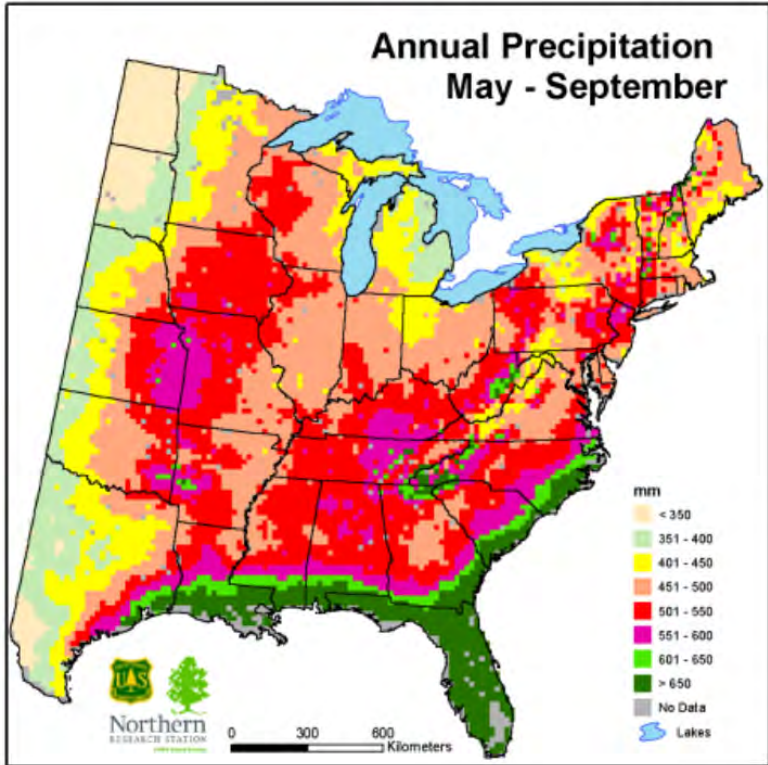 Annual Precipitation
May - September
mm
< 350
351 - 400
401 - 450
451 - 500
501 - 550
551 - 600
601 - 650
> 650
No Data
Lakes
UAS
Northern
RESEARCH STATION
0 300 600
Kilometers